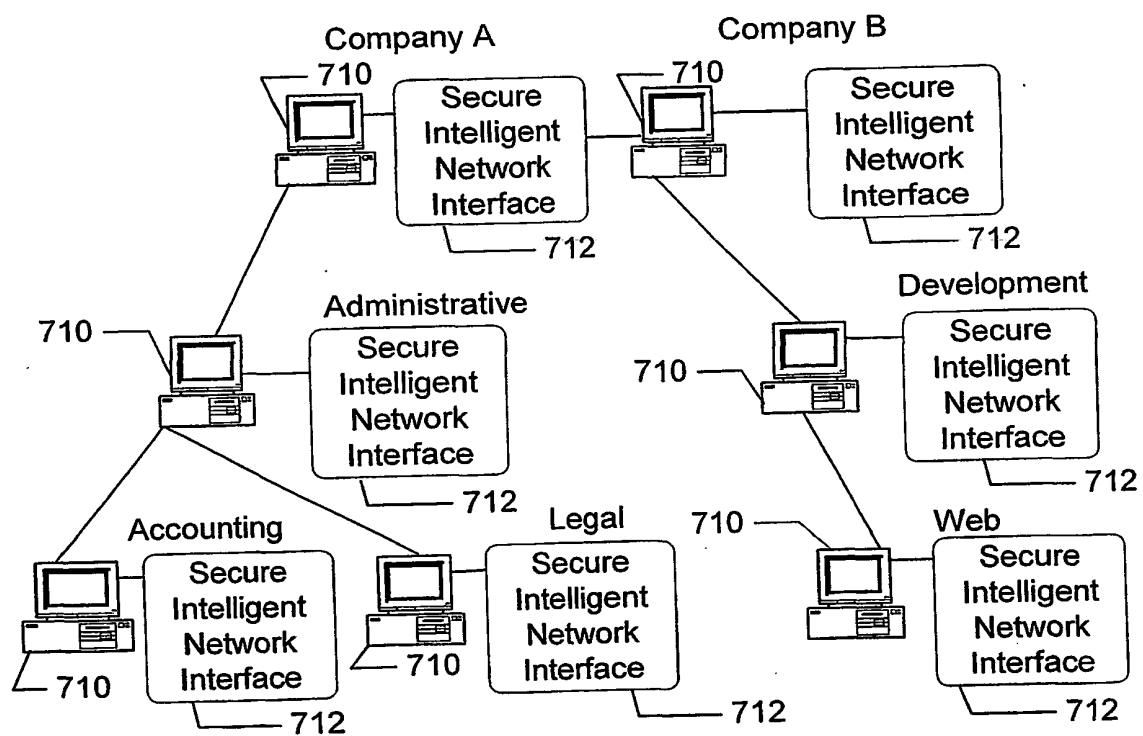 Company A
Company B
710
710
Secure
Intelligent
Network
Interface
Secure
Intelligent
Network
Interface
712
712
Administrative
Development
710
Secure
Intelligent
Network
Interface
710
Secure
Intelligent
Network
Interface
712
712
Accounting
Legal
710
Web
Secure
Intelligent
Network
Interface
Secure
Intelligent
Network
Interface
Secure
Intelligent
Network
Interface
710
710
712
712
712